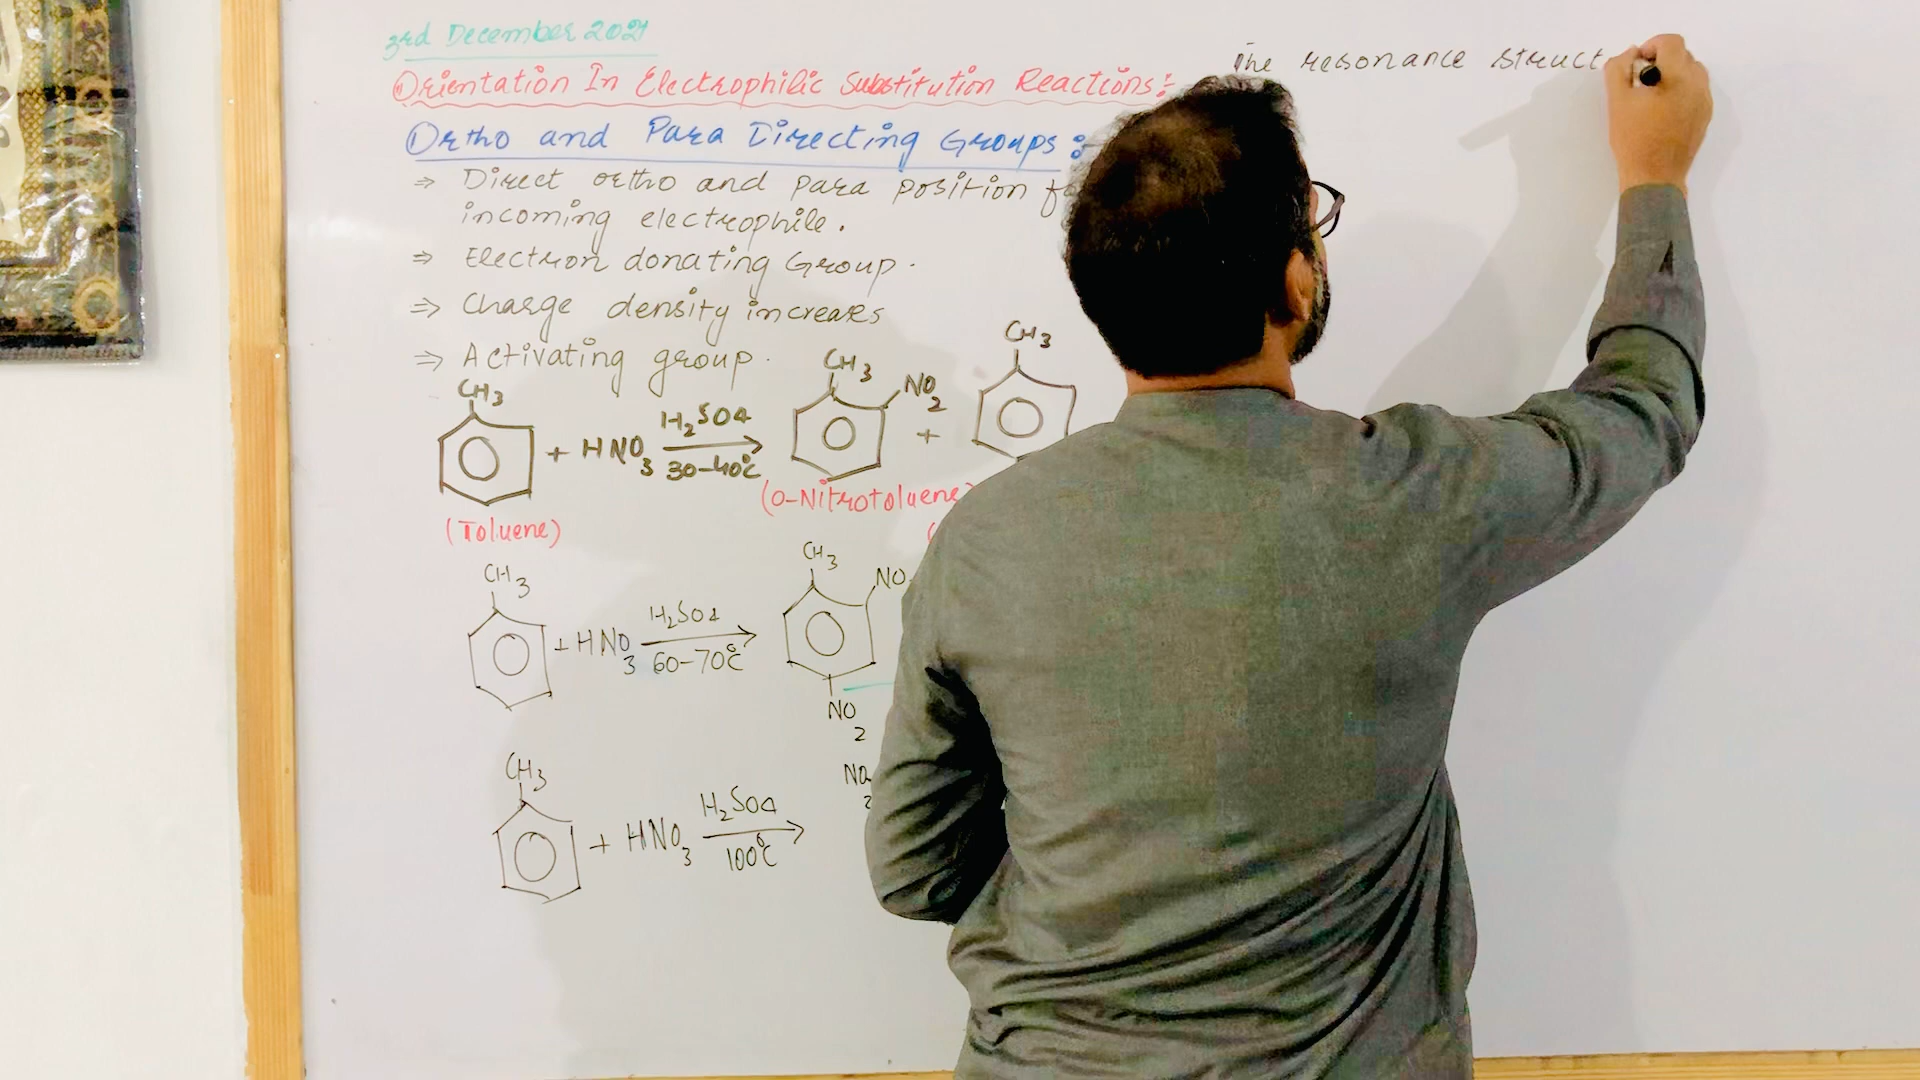 3rd December 2021
Orientation In Electrophilic Substitution Reactions:
Ortho and Para Directing Groups :-
⇒ Direct ortho and para position
incoming electrophile.
⇒ Electron donating Group.
⇒ Charge density increases
⇒ Activating group.
CH3 + HNO3 H2SO4 30-40°C CH3 NO2 + CH3
(Toluene) (O-Nitrotoluene)
CH3 + HNO3 H2SO4 60-70°C CH3 NO
NO2
CH3 + HNO3 H2SO4 100°C
The resonance struct